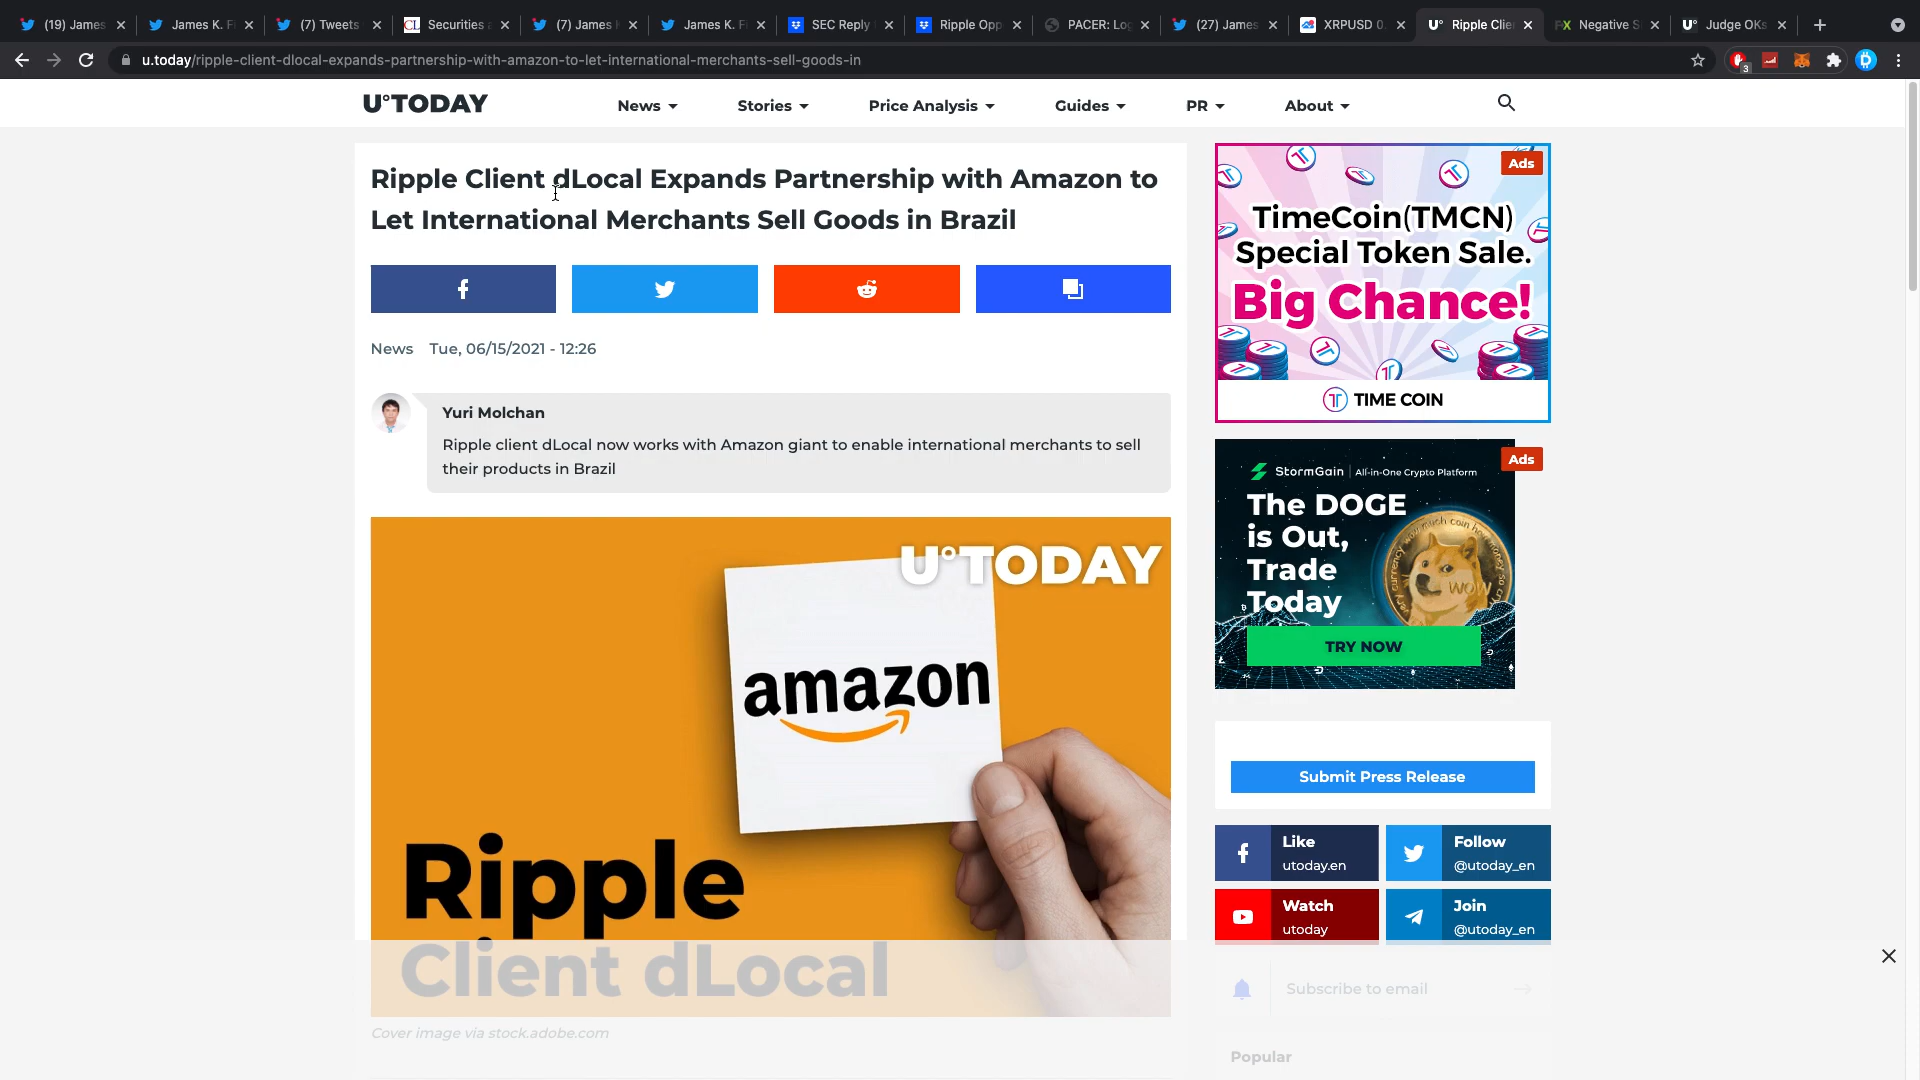 (19) James
James K. Fi
(7) Tweets
Securities a
(7) James K
James K. Fi
SEC Reply
Ripple Opp
PACER: Log
(27) James
XRPUSD 0.
Ripple Clie
Negative S
Judge OKs
u.today/ripple-client-dlocal-expands-partnership-with-amazon-to-let-international-merchants-sell-goods-in
3
U°TODAY
News
Stories
Price Analysis
Guides
PR
About
Ripple Client dLocal Expands Partnership with Amazon to
Let International Merchants Sell Goods in Brazil
News Tue, 06/15/2021 - 12:26
Yuri Molchan
Ripple client dLocal now works with Amazon giant to enable international merchants to sell
their products in Brazil
U°TODAY
amazon
Ripple
Client dLocal
Cover image via stock.adobe.com
Ads
TimeCoin(TMCN)
Special Token Sale.
Big Chance!
TIME COIN
Ads
StormGain | All-in-One Crypto Platform
The DOGE
is Out,
Trade
Today
WOW
TRY NOW
Submit Press Release
Like
utoday.en
Follow
@utoday_en
Watch
utoday
Join
@utoday_en
Subscribe to email
Popular